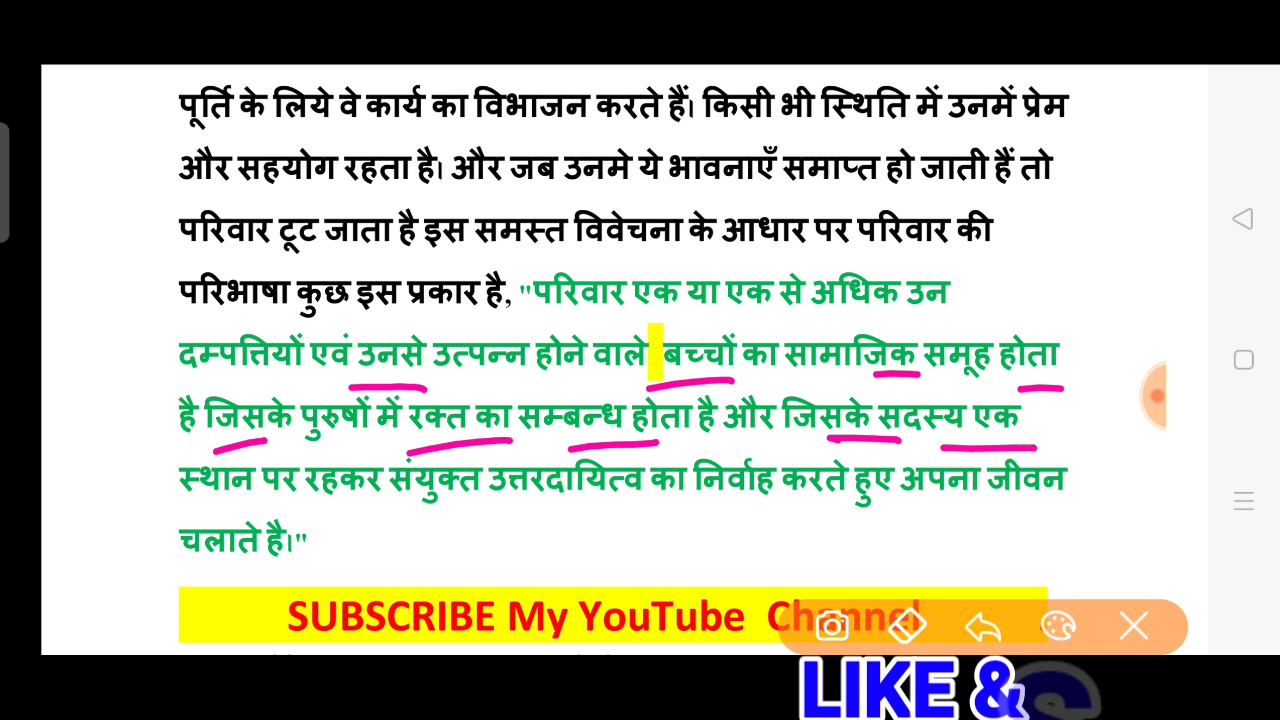 पूर्ति के लिये वे कार्य का विभाजन करते हैं। किसी भी स्थिति में उनमें प्रेम
और सहयोग रहता है। और जब उनमे ये भावनाएँ समाप्त हो जाती हैं तो
परिवार टूट जाता है इस समस्त विवेचना के आधार पर परिवार की
परिभाषा कुछ इस प्रकार है, "परिवार एक या एक से अधिक उन
दम्पत्तियों एवं उनसे उत्पन्न होने वाले बच्चों का सामाजिक समूह होता
है जिसके पुरुषों में रक्त का सम्बन्ध होता है और जिसके सदस्य एक
स्थान पर रहकर संयुक्त उत्तरदायित्व का निर्वाह करते हुए अपना जीवन
चलाते है।"
SUBSCRIBE My YouTube Channel
LIKE &